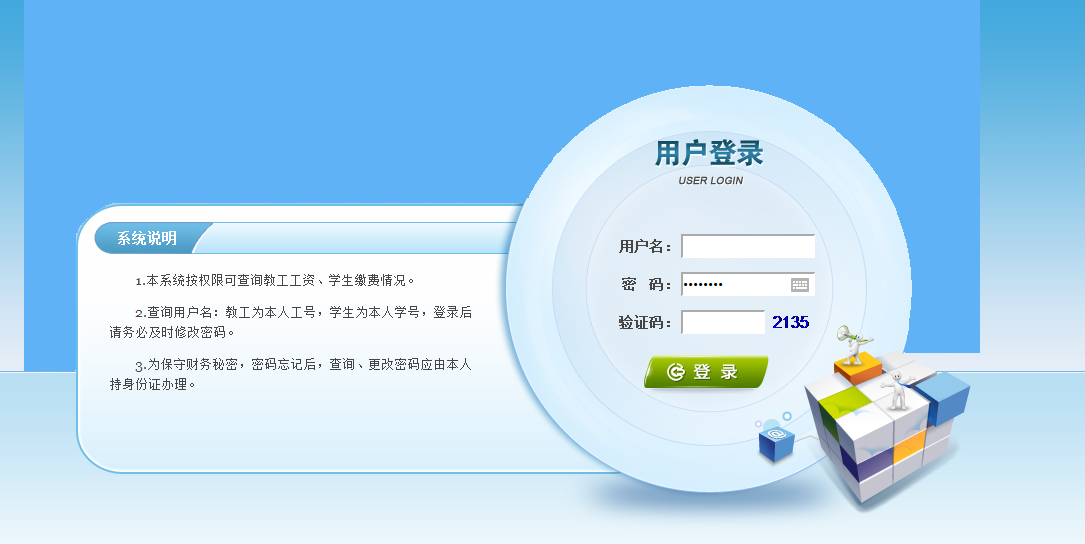 用户登录
USER LOGIN
系统说明
1.本系统按权限可查询教工工资、学生缴费情况。
2.查询用户名：教工为本人工号，学生为本人学号，登录后
请务必及时修改密码。
3.为保守财务秘密，密码忘记后，查询、更改密码应由本人
持身份证办理。
用户名：
密 码： ••••••••
验证码： 2135
登 录
@